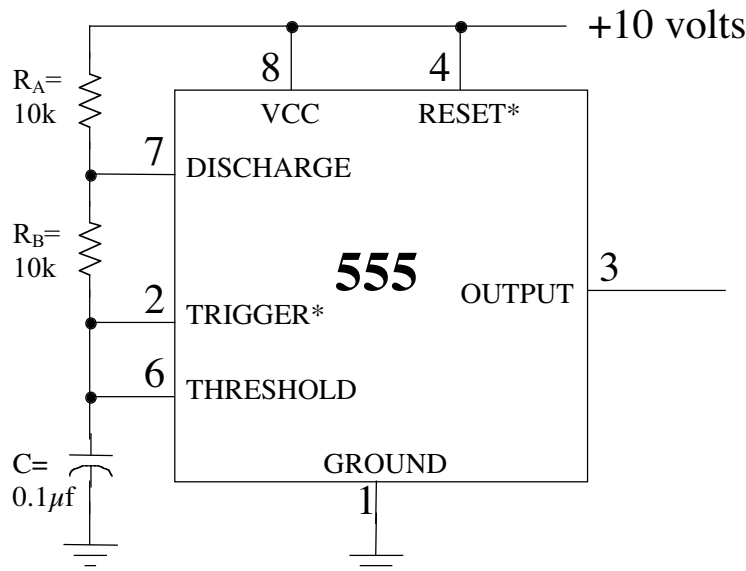 +10 volts
8
4
R_A=
10k
VCC
RESET*
7
DISCHARGE
R_B=
10k
555
3
2
OUTPUT
TRIGGER*
6
THRESHOLD
C=
0.1µf
GROUND
1